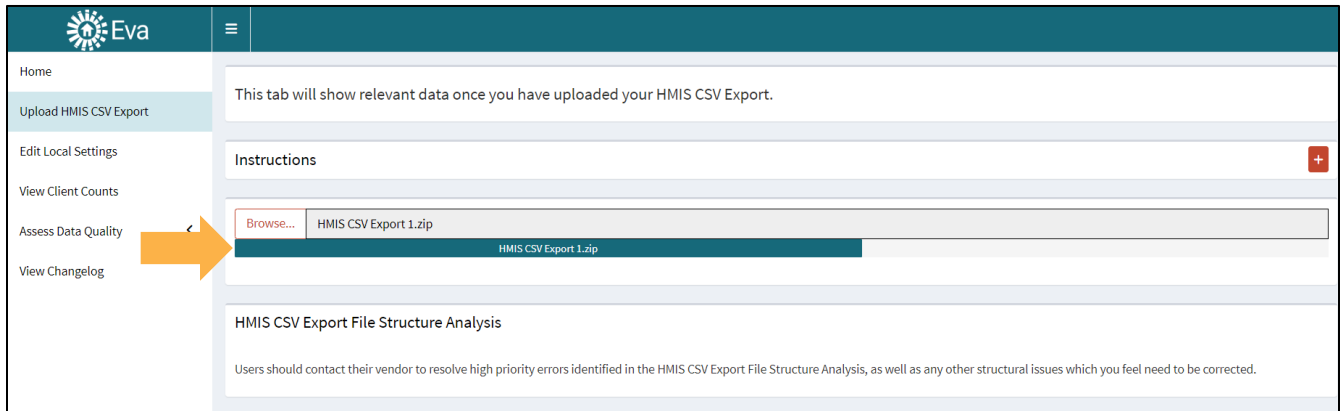 Eva
Home
Upload HMIS CSV Export
Edit Local Settings
View Client Counts
Assess Data Quality
View Changelog
This tab will show relevant data once you have uploaded your HMIS CSV Export.
Instructions
Browse... HMIS CSV Export 1.zip
HMIS CSV Export 1.zip
HMIS CSV Export File Structure Analysis
Users should contact their vendor to resolve high priority errors identified in the HMIS CSV Export File Structure Analysis, as well as any other structural issues which you feel need to be corrected.